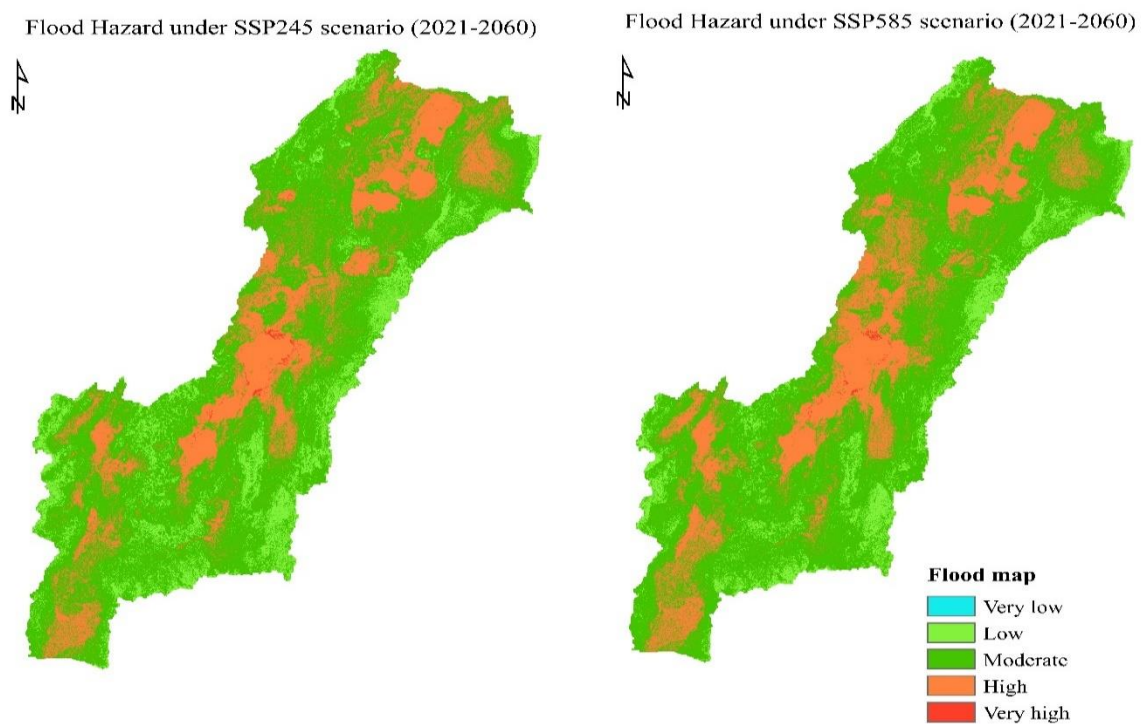 Flood Hazard under SSP245 scenario (2021-2060)
Flood Hazard under SSP585 scenario (2021-2060)
N
N
Flood map
Very low
Low
Moderate
High
Very high